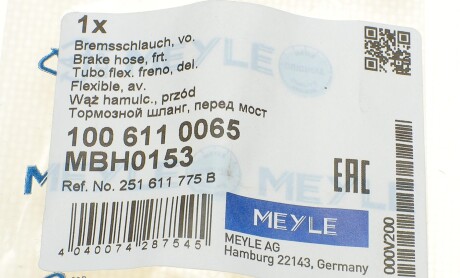 1x
Bremsschlauch, vo.
Brake hose, frt.
Tubo flex. freno, del.
Flexible, av.
Wąż hamulc., przód
Тормозной шланг, перед мост
100 611 0065
MBH0153
Ref. No. 251 611 775 B
EAC
4 040074 287545
MEYLE
MEYLE AG
Hamburg 22143, Germany
000V200
MEYLE